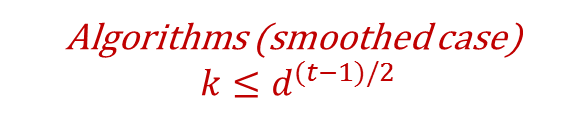 Algorithms (smoothed case)
k ≤ d^{(t−1)/2}